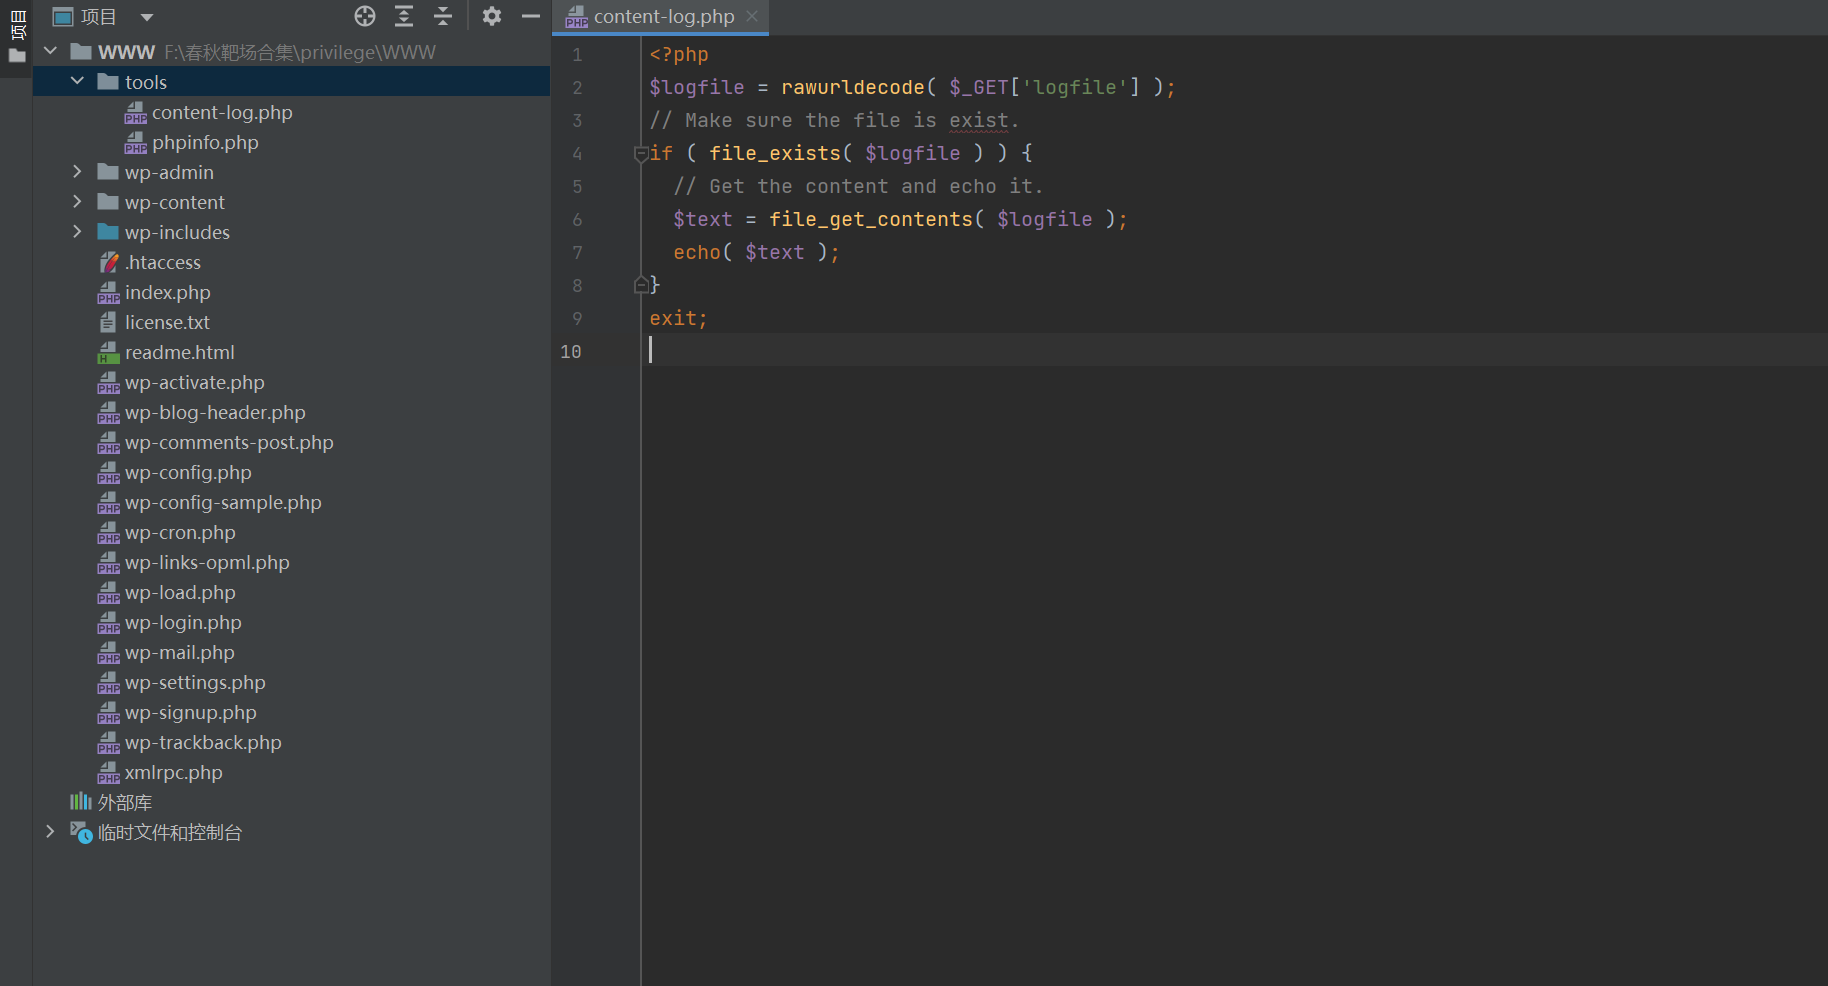 项目
项目
WWW F:\春秋靶场合集\privilege\WWW
tools
content-log.php
phpinfo.php
wp-admin
wp-content
wp-includes
.htaccess
index.php
license.txt
readme.html
wp-activate.php
wp-blog-header.php
wp-comments-post.php
wp-config.php
wp-config-sample.php
wp-cron.php
wp-links-opml.php
wp-load.php
wp-login.php
wp-mail.php
wp-settings.php
wp-signup.php
wp-trackback.php
xmlrpc.php
外部库
临时文件和控制台
content-log.php
1 <?php
2 $logfile = rawurldecode( $_GET['logfile'] );
3 // Make sure the file is exist.
4 if ( file_exists( $logfile ) ) {
5 // Get the content and echo it.
6 $text = file_get_contents( $logfile );
7 echo( $text );
8 }
9 exit;
10